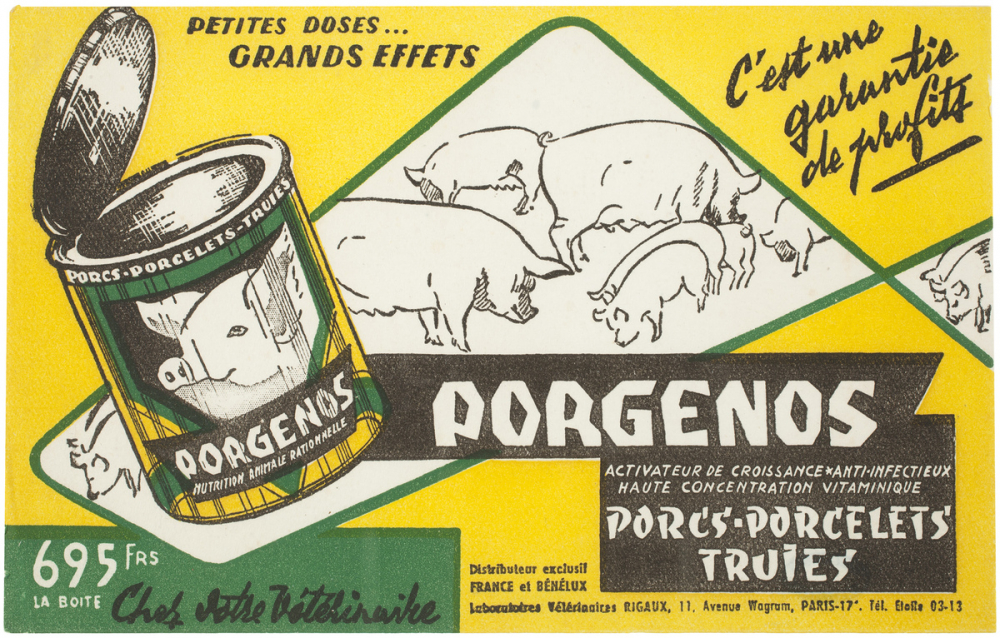 PETITES DOSES...
GRANDS EFFETS
C'est une
garantie
de profits
PORCS-PORCELETS-TRUIES
PORGENOS
NUTRITION ANIMALE RATIONNELLE
PORGENOS
ACTIVATEUR DE CROISSANCE*ANTI-INFECTIEUX
HAUTE CONCENTRATION VITAMINIQUE
PORCS-PORCELETS
TRUIES
695 FRS
LA BOITE
Chez votre Vétérinaire
Distributeur exclusif
FRANCE et BÉNÉLUX
Laboratoires Vétérinaires RIGAUX, 11, Avenue Wagram, PARIS-17e. Tél. Etoile 03-13